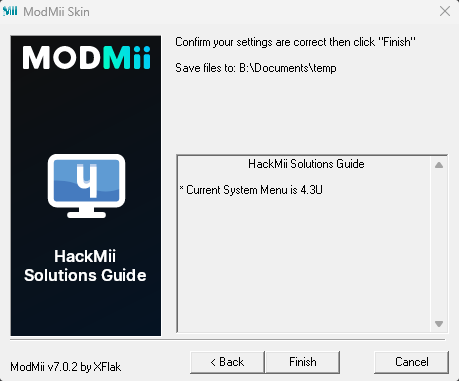 ModMii Skin
MODMii
HackMii
Solutions Guide
Confirm your settings are correct then click "Finish"
Save files to: B:\Documents\temp
HackMii Solutions Guide
* Current System Menu is 4.3U
ModMii v7.0.2 by XFlak
< Back
Finish
Cancel